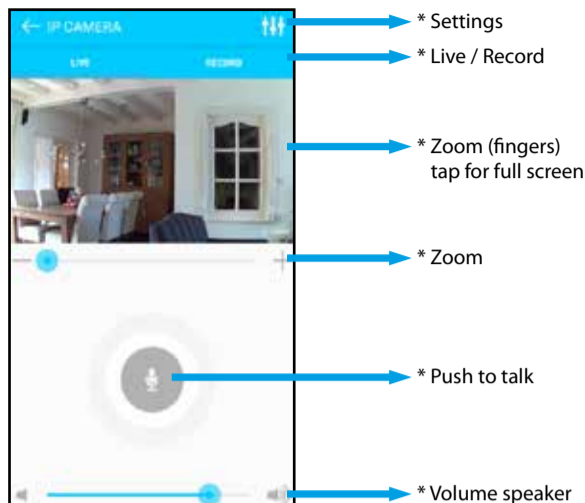 IP CAMERA
* Settings
LIVE
RECORD
* Live / Record
* Zoom (fingers)
tap for full screen
* Zoom
* Push to talk
* Volume speaker